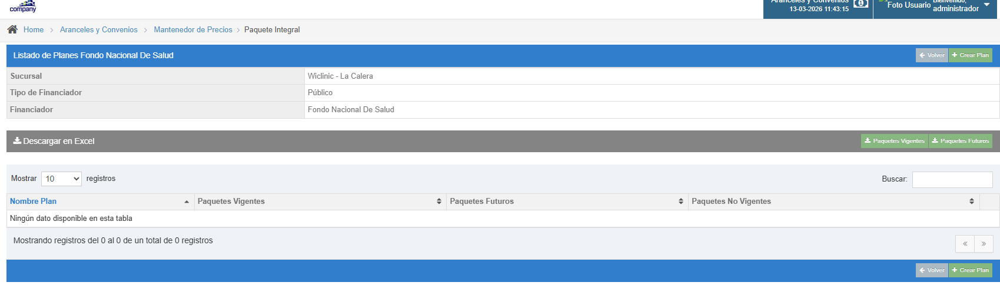 company
Aranceles y Convenios
13-03-2026 11:43:15
Foto Usuario
Bienvenido,
administrador
Home > Aranceles y Convenios > Mantenedor de Precios > Paquete Integral
Listado de Planes Fondo Nacional De Salud
Volver
Crear Plan
Sucursal Wiclinic - La Calera
Tipo de Financiador Público
Financiador Fondo Nacional De Salud
Descargar en Excel
Paquetes Vigentes
Paquetes Futuros
Mostrar 10 registros
Buscar:
Nombre Plan Paquetes Vigentes Paquetes Futuros Paquetes No Vigentes
Ningún dato disponible en esta tabla
Mostrando registros del 0 al 0 de un total de 0 registros
« »
Volver
Crear Plan